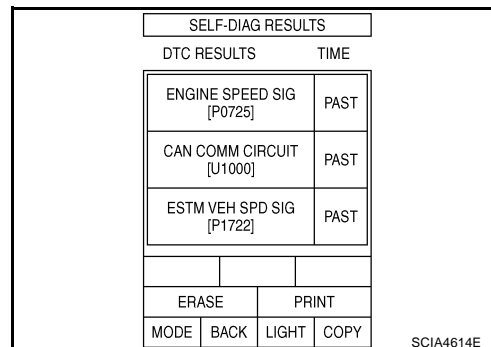 SELF-DIAG RESULTS
DTC RESULTS TIME
ENGINE SPEED SIG
[P0725]
PAST
CAN COMM CIRCUIT
[U1000]
PAST
ESTM VEH SPD SIG
[P1722]
PAST
ERASE PRINT
MODE BACK LIGHT COPY
SCIA4614E